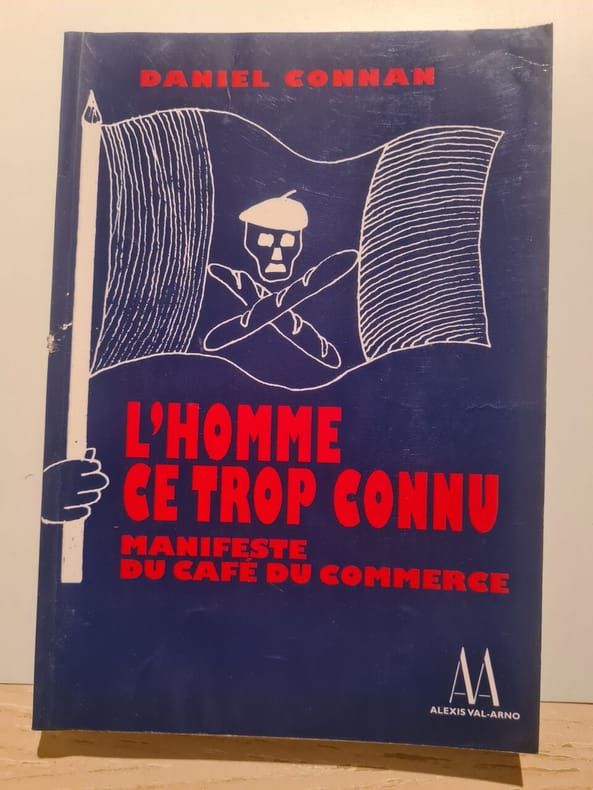 DANIEL CONNAN
L'HOMME
CE TROP CONNU
MANIFESTE
DU CAFÉ DU COMMERCE
AA
ALEXIS VAL-ARNO